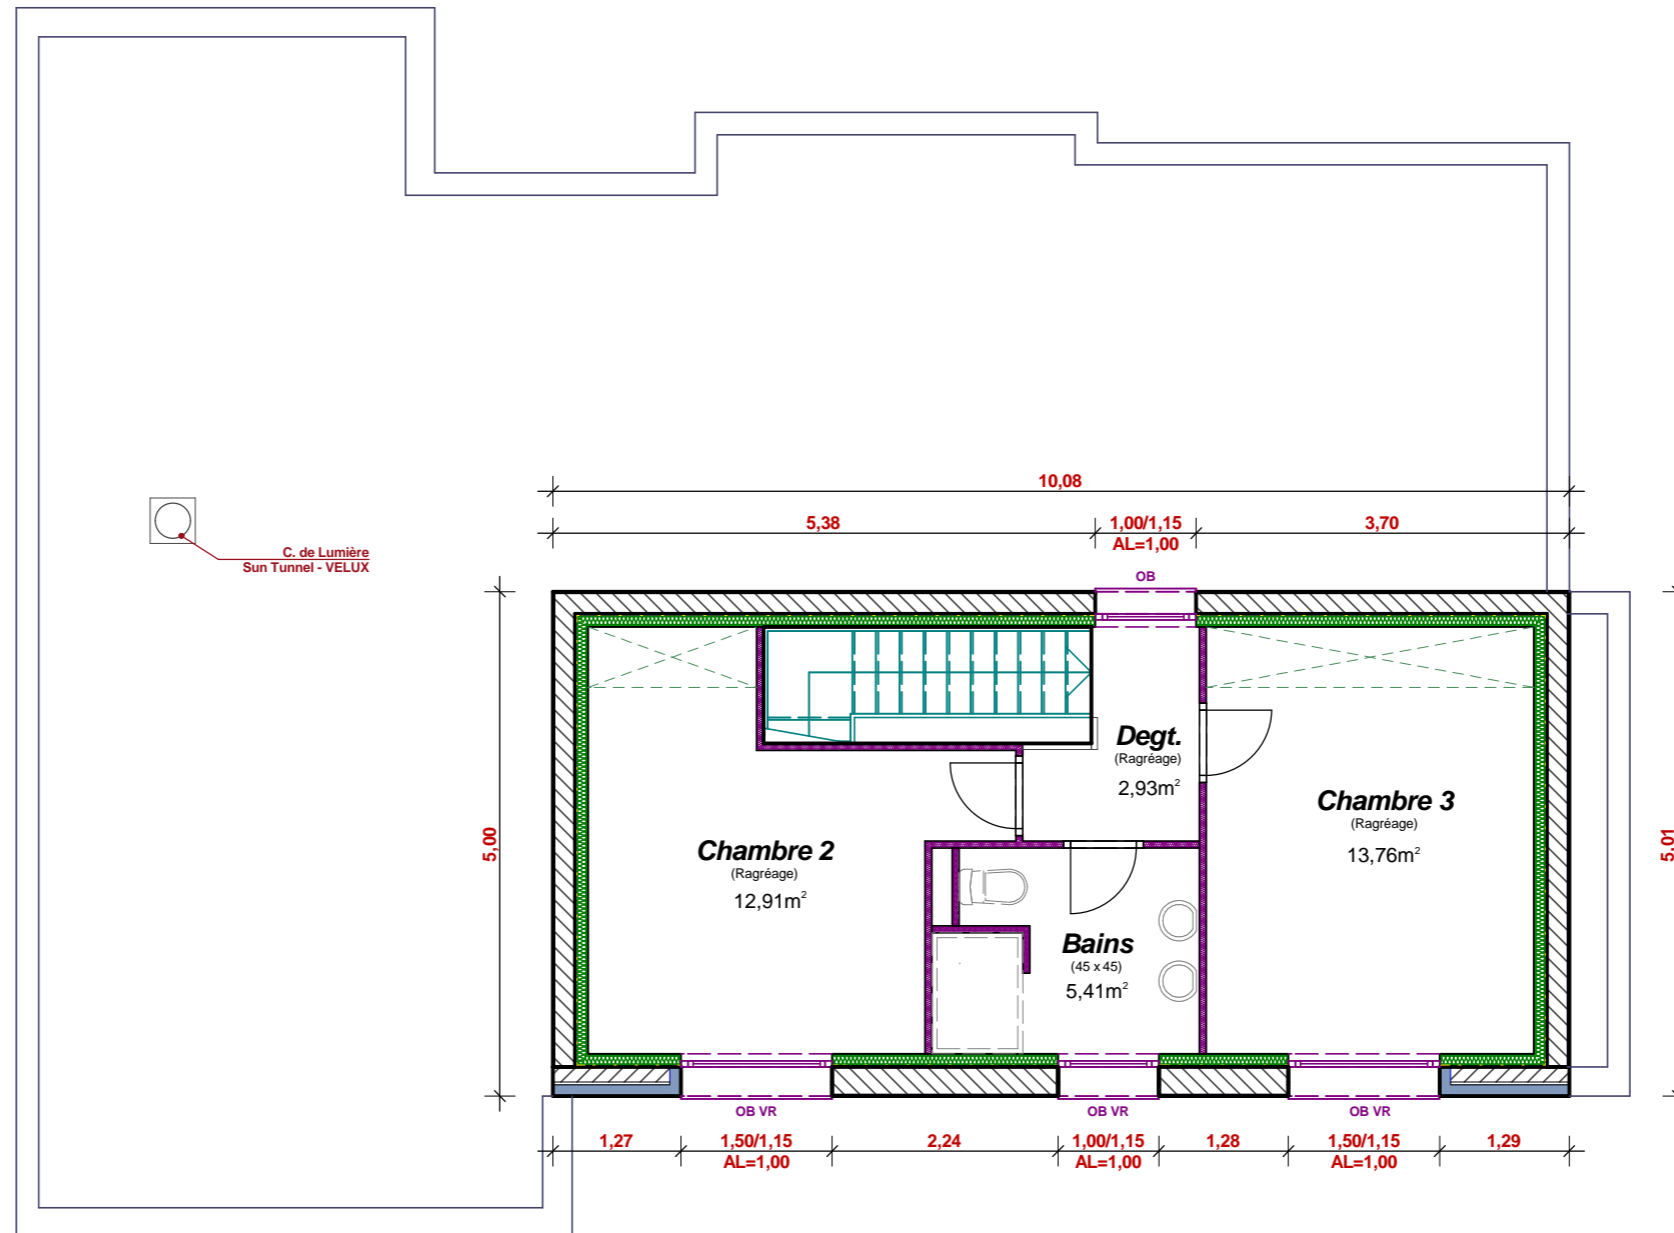 10,08
5,38
1,00/1,15
AL=1,00
3,70
C. de Lumière
Sun Tunnel - VELUX
OB
5,00
5,01
Degt.
(Ragréage)
2,93m²
Chambre 3
(Ragréage)
13,76m²
Chambre 2
(Ragréage)
12,91m²
Bains
(45 x 45)
5,41m²
OB VR
OB VR
OB VR
1,27
1,50/1,15
AL=1,00
2,24
1,00/1,15
AL=1,00
1,28
1,50/1,15
AL=1,00
1,29